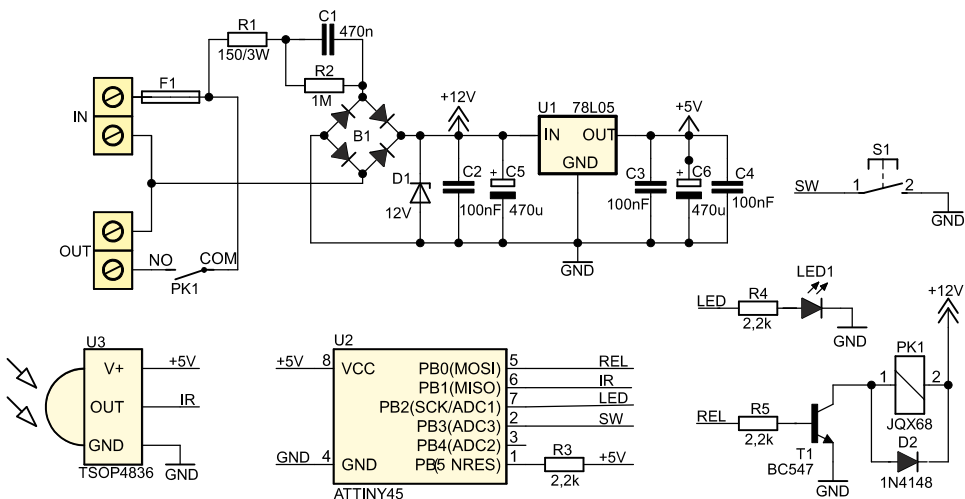 C1
R1
470n
150/3W
R2
F1
1M
+12V
U1
78L05
+5V
IN
B1
IN
OUT
GND
S1
D1
C2
+
C5
C3
+
C6
C4
SW
1
2
12V
100nF
470u
100nF
470u
100nF
GND
OUT
NO
COM
GND
PK1
LED1
+12V
LED
R4
2,2k
GND
U3
V+
+5V
OUT
IR
GND
GND
TSOP4836
U2
+5V
8
VCC
PB0(MOSI)
5
REL
PB1(MISO)
6
IR
PB2(SCK/ADC1)
7
LED
PB3(ADC3)
2
SW
PB4(ADC2)
3
GND
4
GND
PB(5 NRES)
1
R3
+5V
2,2k
ATTINY45
PK1
1
2
JQX68
REL
R5
2,2k
T1
BC547
D2
1N4148
GND